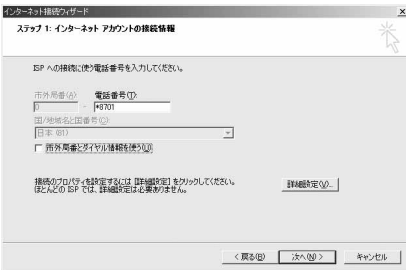 インターネット接続ウィザード
ステップ 1: インターネット アカウントの接続情報
ISP への接続に使う電話番号を入力してください。
市外局番(A): 電話番号(T):
0 - *8701
国/地域名と国番号(C):
日本 (81)
市外局番とダイヤル情報を使う(U)
接続のプロパティを設定するには [詳細設定] をクリックしてください。
ほとんどの ISP では、詳細設定は必要ありません。
詳細設定(V)...
< 戻る(B) 次へ(N) > キャンセル